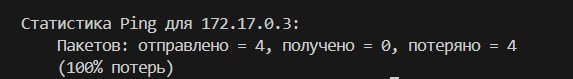 Статистика Ping для 172.17.0.3:
Пакетов: отправлено = 4, получено = 0, потеряно = 4
(100% потерь)